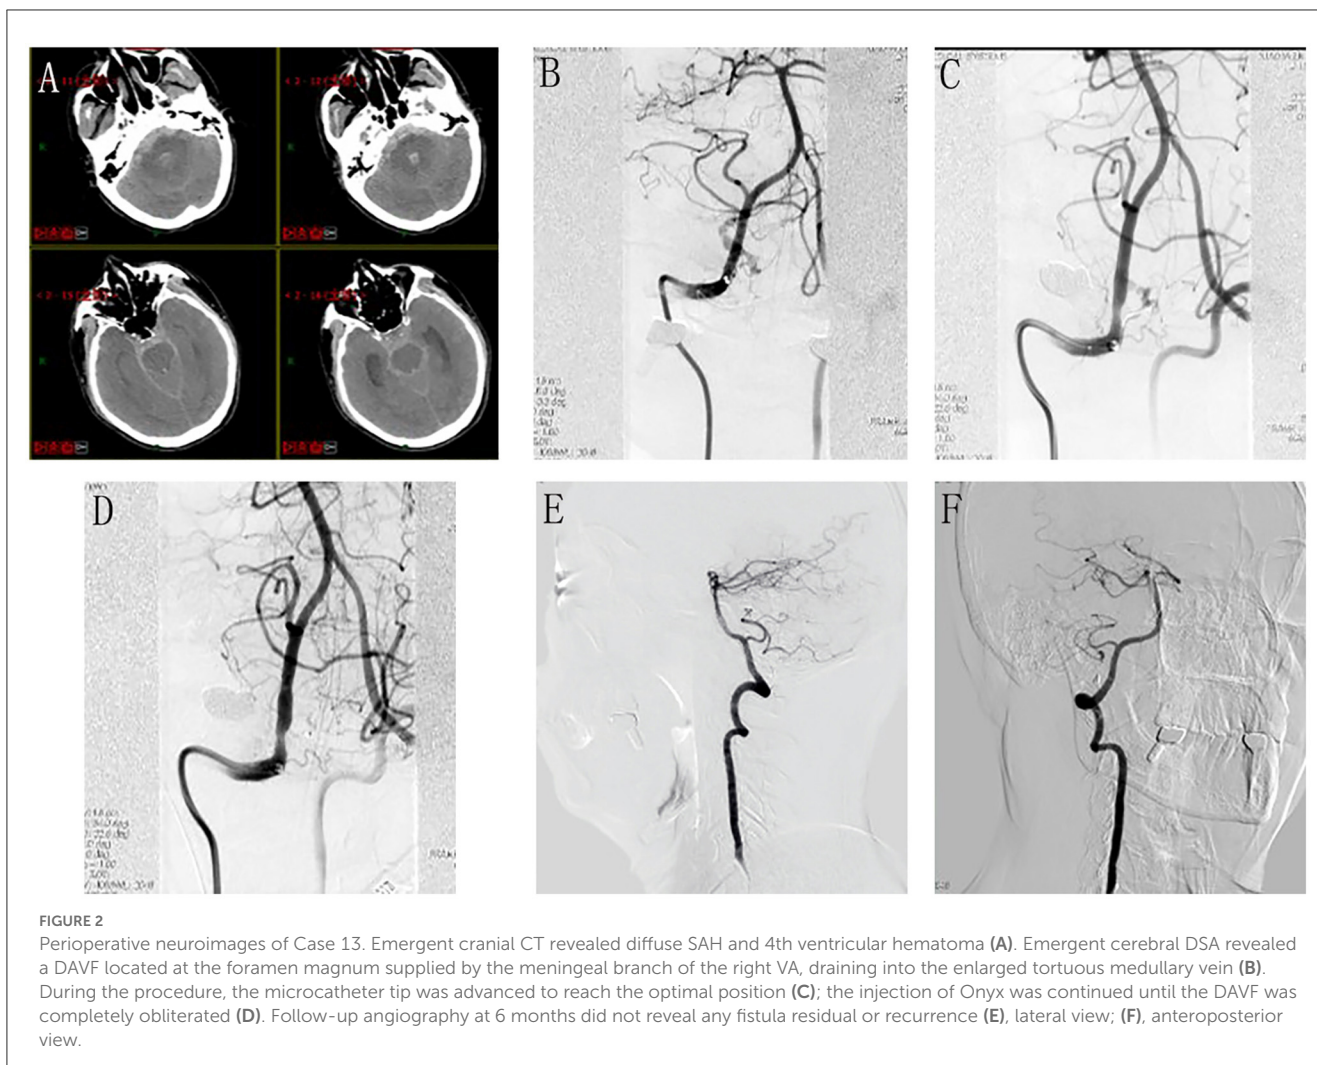 A
B
C
D
E
F
FIGURE 2
Perioperative neuroimages of Case 13. Emergent cranial CT revealed diffuse SAH and 4th ventricular hematoma (A). Emergent cerebral DSA revealed
a DAVF located at the foramen magnum supplied by the meningeal branch of the right VA, draining into the enlarged tortuous medullary vein (B).
During the procedure, the microcatheter tip was advanced to reach the optimal position (C); the injection of Onyx was continued until the DAVF was
completely obliterated (D). Follow-up angiography at 6 months did not reveal any fistula residual or recurrence (E), lateral view; (F), anteroposterior
view.